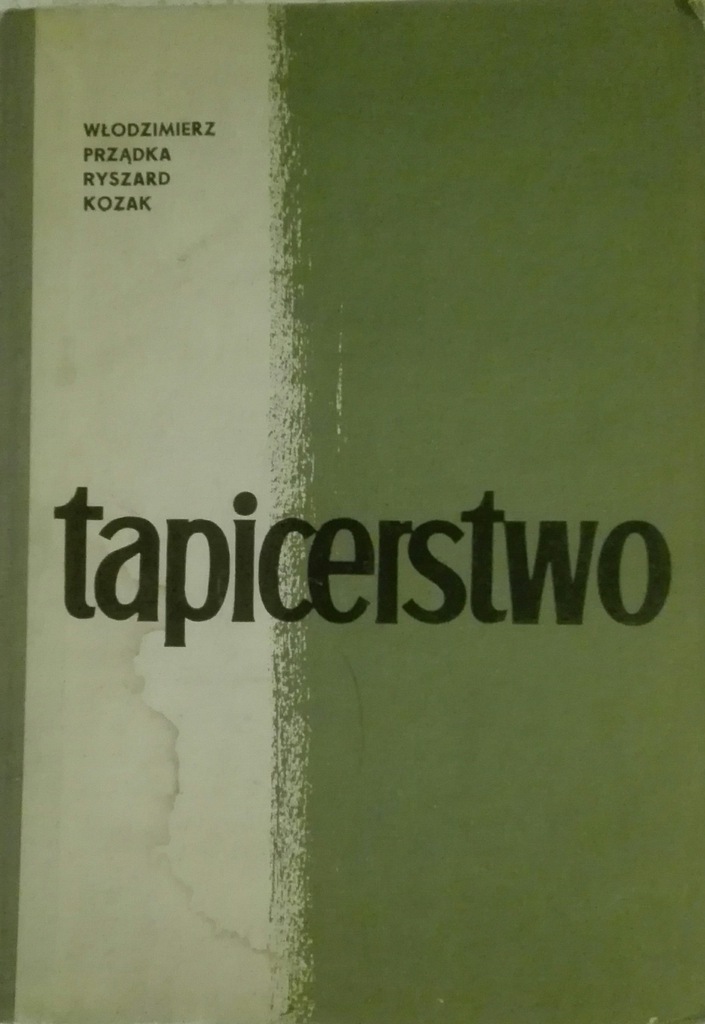 WŁODZIMIERZ
PRZĄDKA
RYSZARD
KOZAK
tapicerstwo